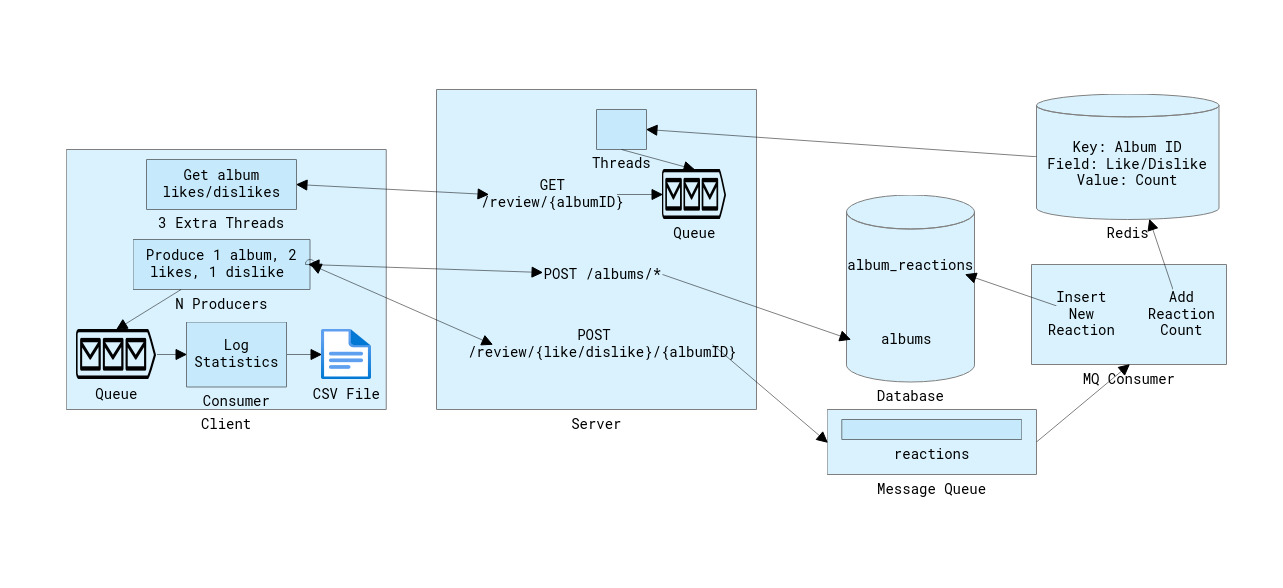 Get album
likes/dislikes
3 Extra Threads
Produce 1 album, 2
likes, 1 dislike
N Producers
Queue
Log
Statistics
Consumer
CSV File
Client
Threads
GET
/review/{albumID}
Queue
POST /albums/*
POST
/review/{like/dislike}/{albumID}
Server
album_reactions
albums
Database
reactions
Message Queue
Key: Album ID
Field: Like/Dislike
Value: Count
Redis
Insert
New
Reaction
Add
Reaction
Count
MQ Consumer